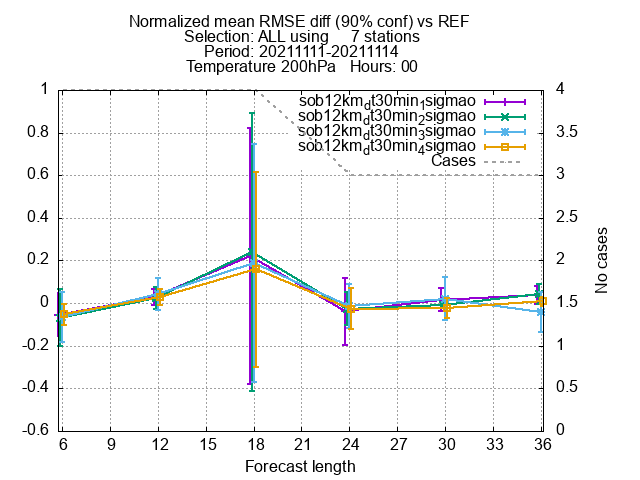 Normalized mean RMSE diff (90% conf) vs REF
Selection: ALL using 7 stations
Period: 20211111-20211114
Temperature 200hPa Hours: 00
sob12km_dt30min_1sigmao
sob12km_dt30min_2sigmao
sob12km_dt30min_3sigmao
sob12km_dt30min_4sigmao
Cases
1
0.8
0.6
0.4
0.2
0
-0.2
-0.4
-0.6
4
3.5
3
2.5
2
1.5
1
0.5
0
No cases
6 9 12 15 18 21 24 27 30 33 36
Forecast length